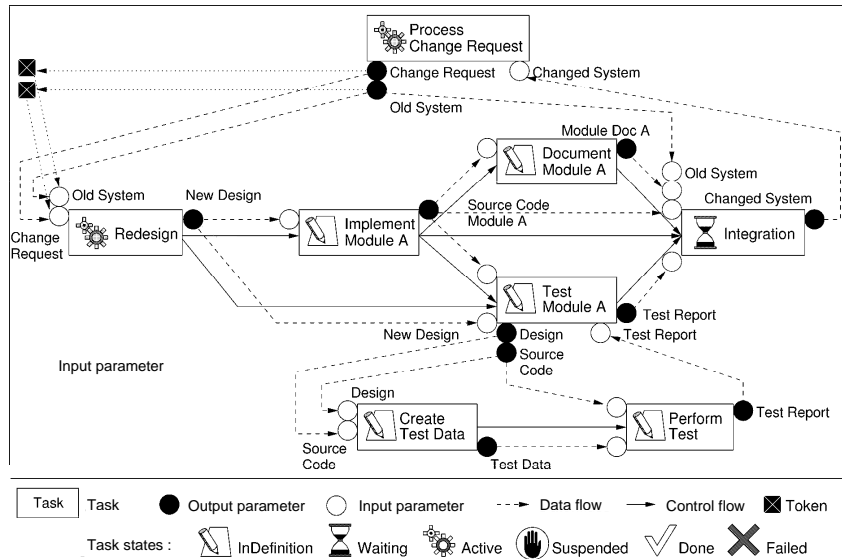 Process
Change Request
Change Request
Changed System
Old System
Module Doc A
Document
Module A
Old System
Old System
New Design
Source Code
Module A
Changed System
Change
Request
Redesign
Implement
Module A
Integration
Test
Module A
Test Report
New Design
Design
Test Report
Source
Code
Input parameter
Design
Create
Test Data
Perform
Test
Test Report
Source
Code
Test Data
Task
Task
Output parameter
Input parameter
Data flow
Control flow
Token
Task states :
InDefinition
Waiting
Active
Suspended
Done
Failed